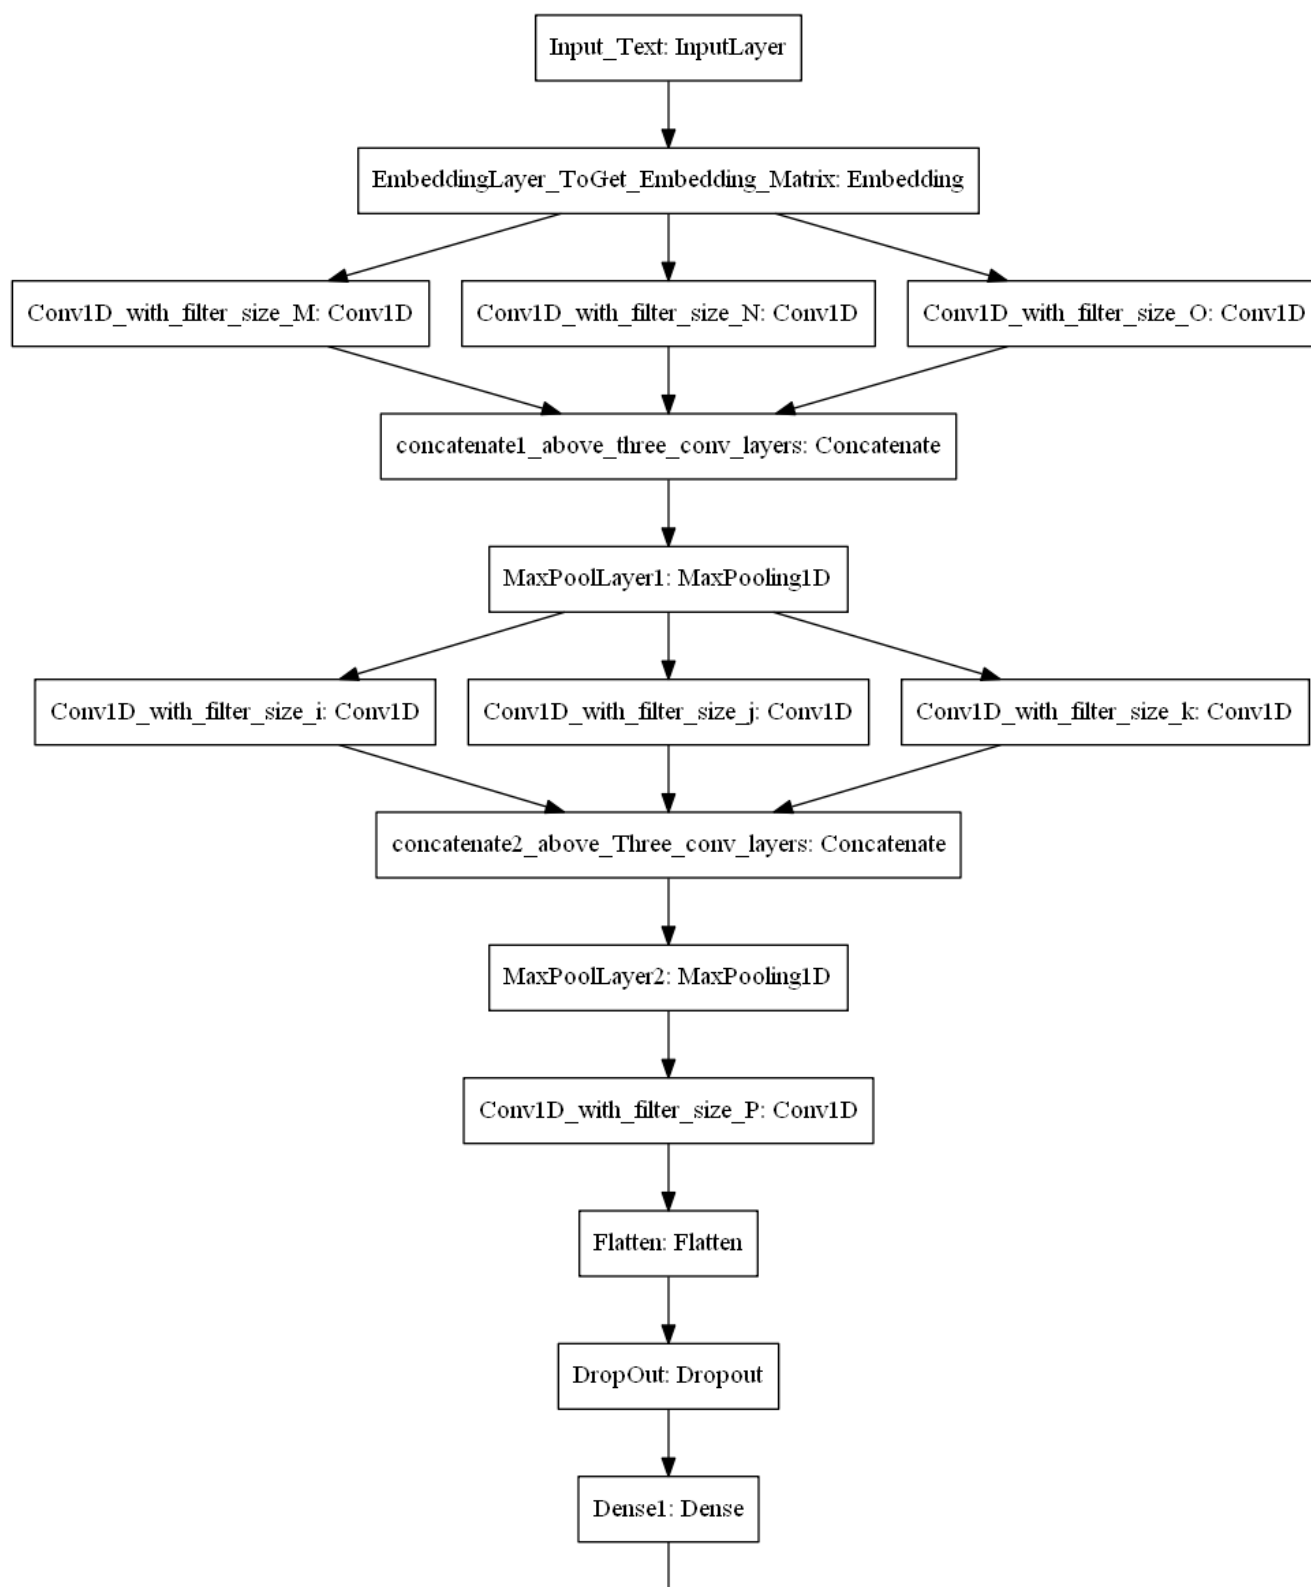 Input_Text: InputLayer
EmbeddingLayer_ToGet_Embedding_Matrix: Embedding
Conv1D_with_filter_size_M: Conv1D
Conv1D_with_filter_size_N: Conv1D
Conv1D_with_filter_size_O: Conv1D
concatenate1_above_three_conv_layers: Concatenate
MaxPoolLayer1: MaxPooling1D
Conv1D_with_filter_size_i: Conv1D
Conv1D_with_filter_size_j: Conv1D
Conv1D_with_filter_size_k: Conv1D
concatenate2_above_Three_conv_layers: Concatenate
MaxPoolLayer2: MaxPooling1D
Conv1D_with_filter_size_P: Conv1D
Flatten: Flatten
DropOut: Dropout
Dense1: Dense